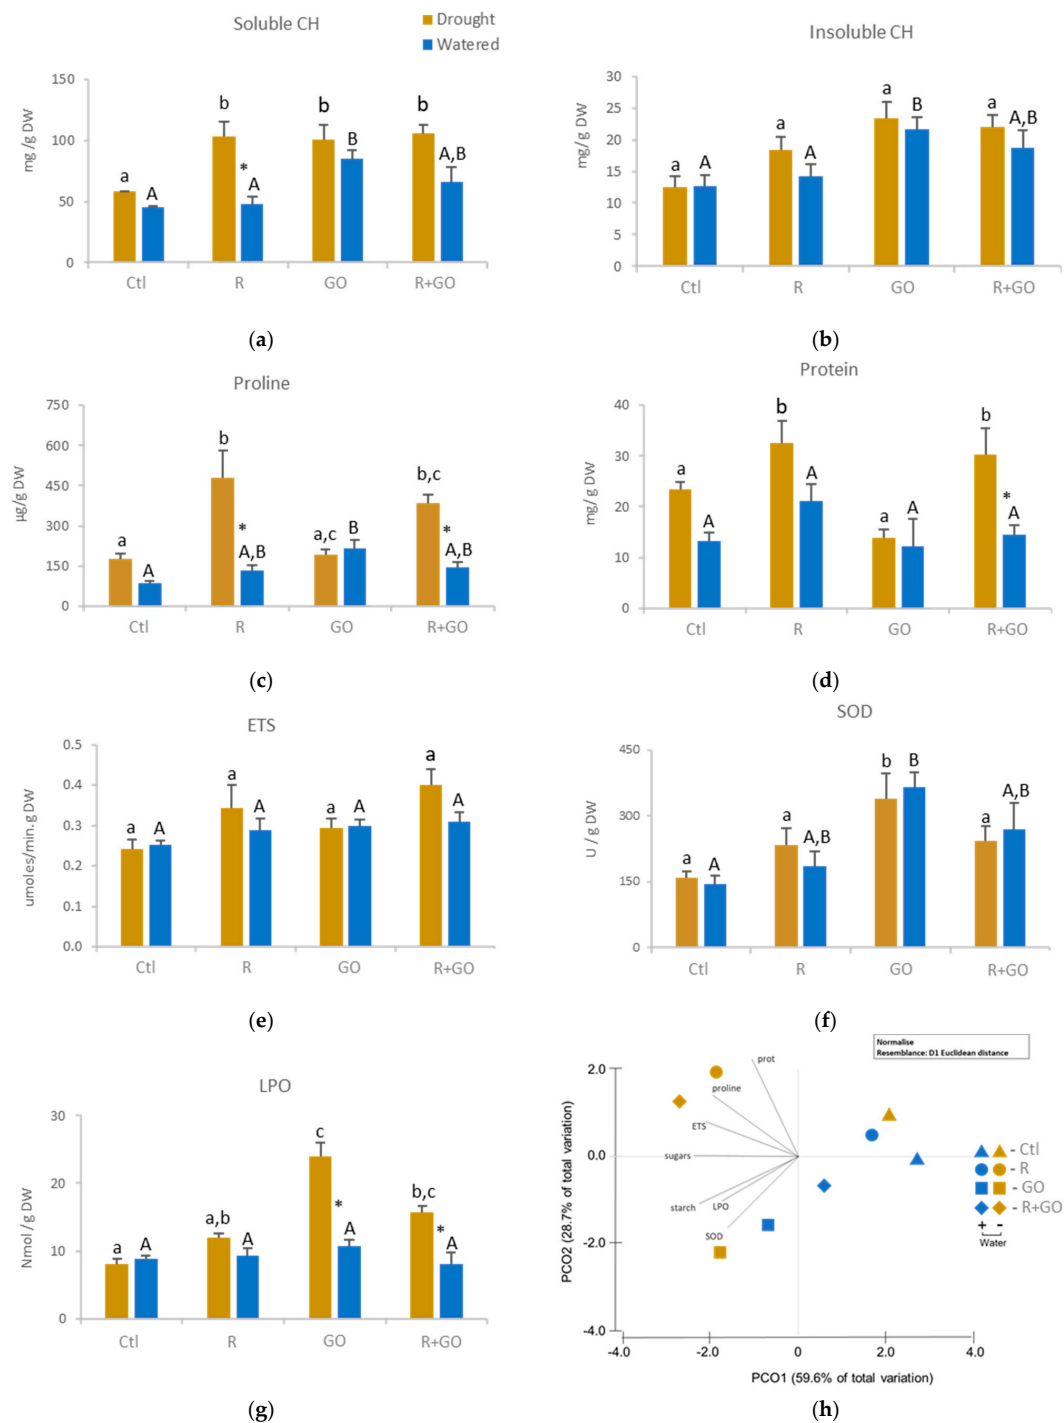 Soluble CH
Drought
Watered
mg/g DW
150
100
50
0
a
A
b
*
A
b
B
b
A,B
Ctl
R
GO
R+GO
(a)
Insoluble CH
mg/g DW
30
25
20
15
10
5
0
a
A
a
A
a
B
a
A,B
Ctl
R
GO
R+GO
(b)
Proline
µg/g DW
750
600
450
300
150
0
a
A
b
*
A,B
a,c
B
b,c
*
A,B
Ctl
R
GO
R+GO
(c)
Protein
mg/g DW
40
30
20
10
0
a
A
b
A
a
A
b
*
A
Ctl
R
GO
R+GO
(d)
ETS
umoles/min.g DW
0.5
0.4
0.3
0.2
0.1
0.0
a
A
a
A
a
A
a
A
Ctl
R
GO
R+GO
(e)
SOD
U / g DW
450
300
150
0
a
A
a
A,B
b
B
a
A,B
Ctl
R
GO
R+GO
(f)
LPO
Nmol / g DW
30
20
10
0
a
A
a,b
A
c
*
A
b,c
*
A
Ctl
R
GO
R+GO
(g)
Normalise
Resemblance: D1 Euclidean distance
PCO2 (28.7% of total variation)
2.0
0.0
-2.0
-4.0
prot
proline
ETS
sugars
starch
LPO
SOD
- Ctl
- R
- GO
- R+GO
+ -
Water
-4.0
-2.0
0
2.0
4.0
PCO1 (59.6% of total variation)
(h)